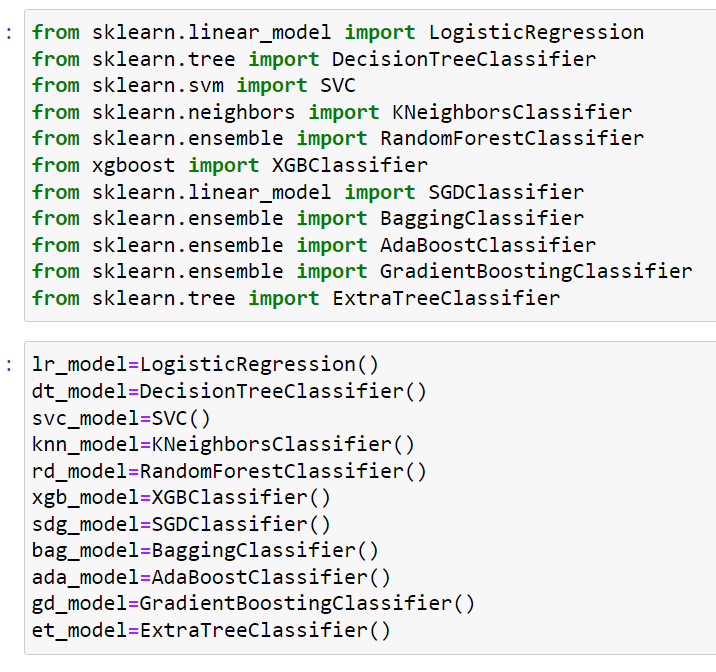 : from sklearn.linear_model import LogisticRegression
from sklearn.tree import DecisionTreeClassifier
from sklearn.svm import SVC
from sklearn.neighbors import KNeighborsClassifier
from sklearn.ensemble import RandomForestClassifier
from xgboost import XGBClassifier
from sklearn.linear_model import SGDClassifier
from sklearn.ensemble import BaggingClassifier
from sklearn.ensemble import AdaBoostClassifier
from sklearn.ensemble import GradientBoostingClassifier
from sklearn.tree import ExtraTreeClassifier
: lr_model=LogisticRegression()
dt_model=DecisionTreeClassifier()
svc_model=SVC()
knn_model=KNeighborsClassifier()
rd_model=RandomForestClassifier()
xgb_model=XGBClassifier()
sdg_model=SGDClassifier()
bag_model=BaggingClassifier()
ada_model=AdaBoostClassifier()
gd_model=GradientBoostingClassifier()
et_model=ExtraTreeClassifier()